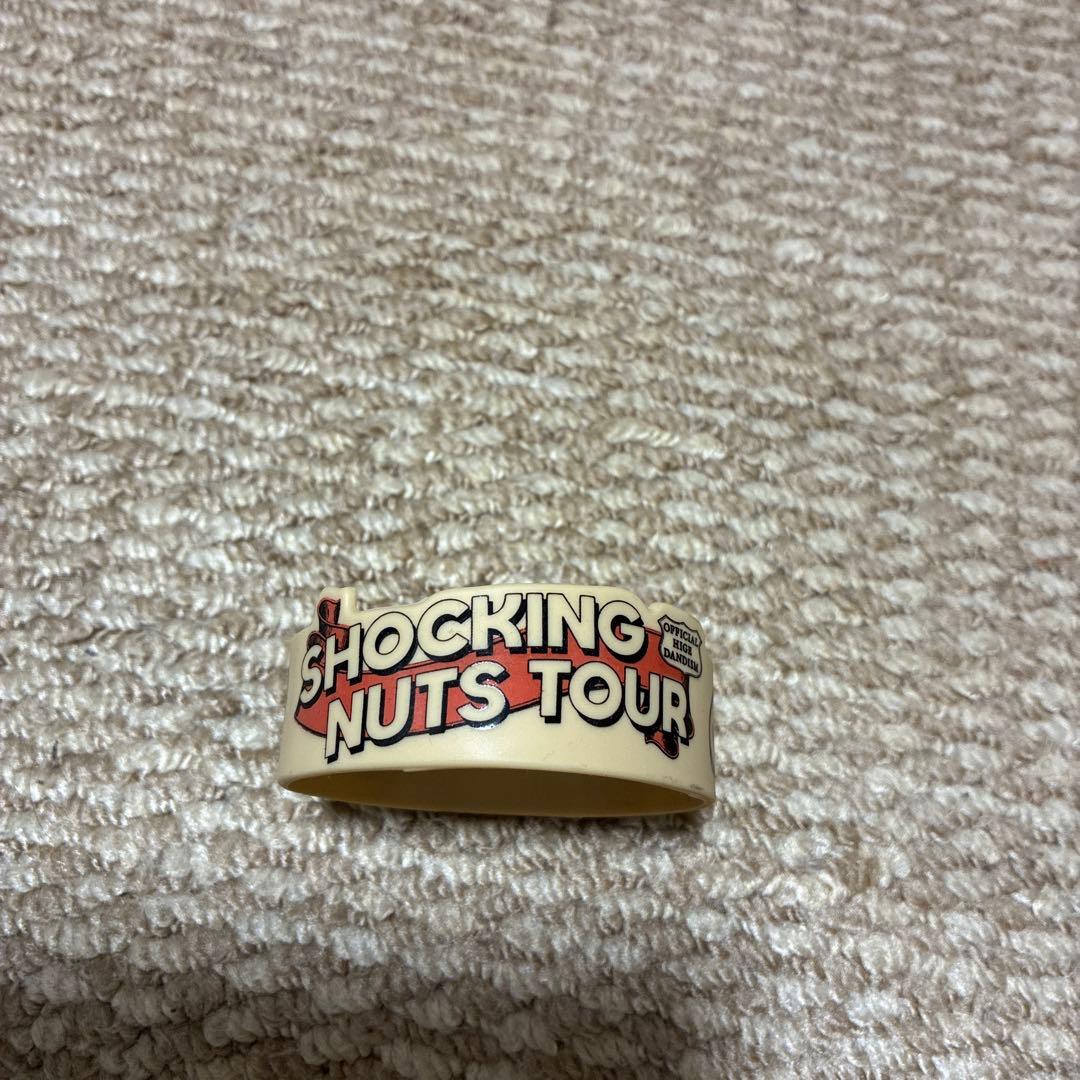 SHOCKING
NUTS TOUR
OFFICIAL
HIGE
DANDISM